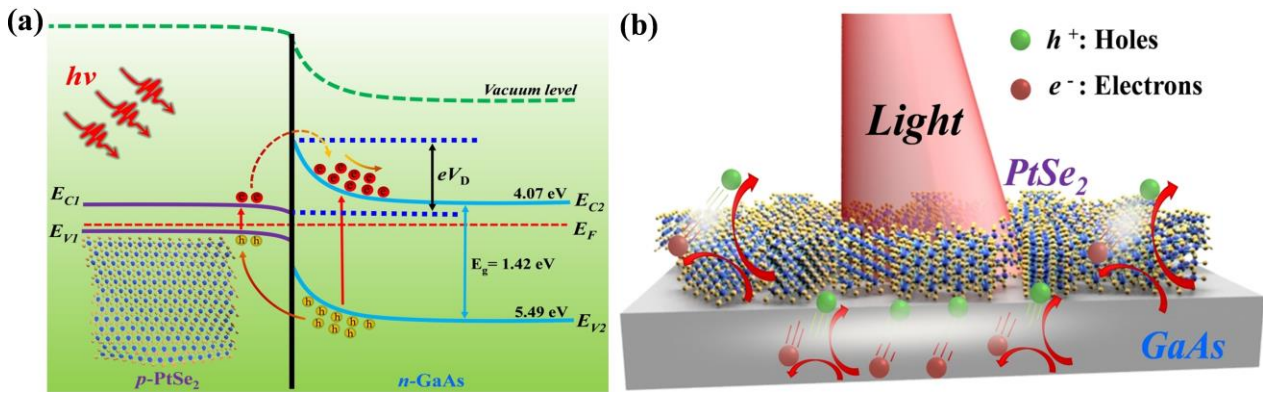 (a)
hν
Vacuum level
eV_D
E_C1
4.07 eV
E_C2
E_F
E_V1
h h
E_g = 1.42 eV
h
h h h
h h h
5.49 eV
E_V2
p-PtSe₂
n-GaAs
(b)
h⁺: Holes
e⁻: Electrons
Light
PtSe₂
GaAs